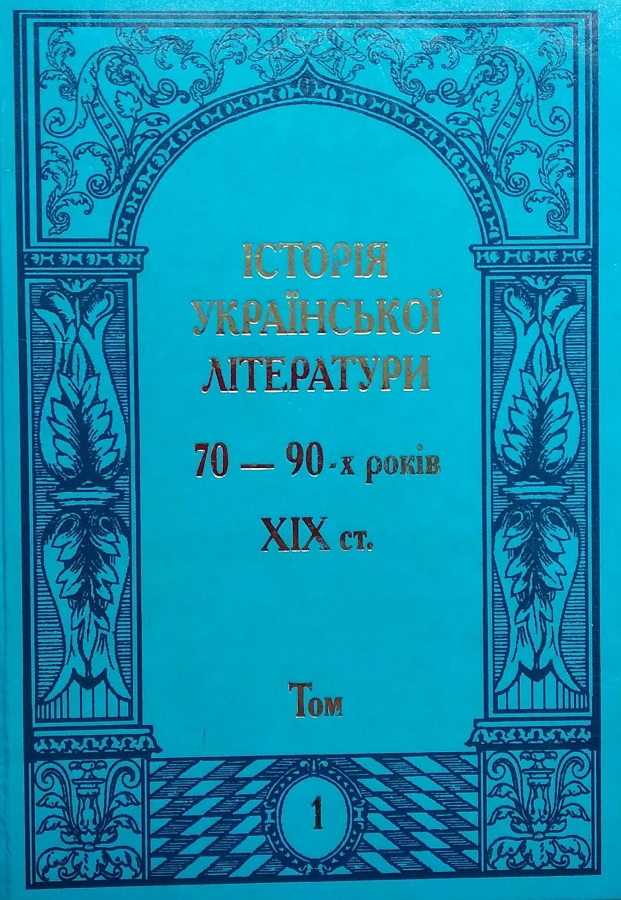 ІСТОРІЯ
УКРАЇНСЬКОЇ
ЛІТЕРАТУРИ
70 — 90-х років
XIX ст.
Том
1